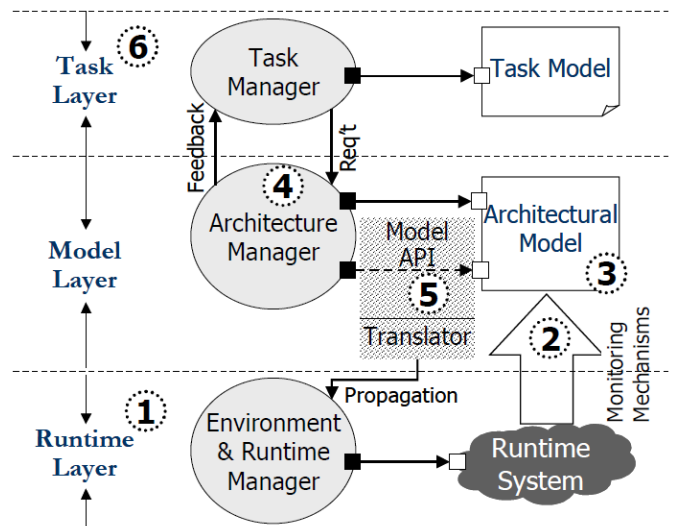 6
Task
Layer
Task
Manager
Task Model
Feedback
Req't
4
Architecture
Manager
Architectural
Model
3
Model
Layer
Model
API
5
Translator
2
Monitoring
Mechanisms
Propagation
1
Runtime
Layer
Environment
& Runtime
Manager
Runtime
System